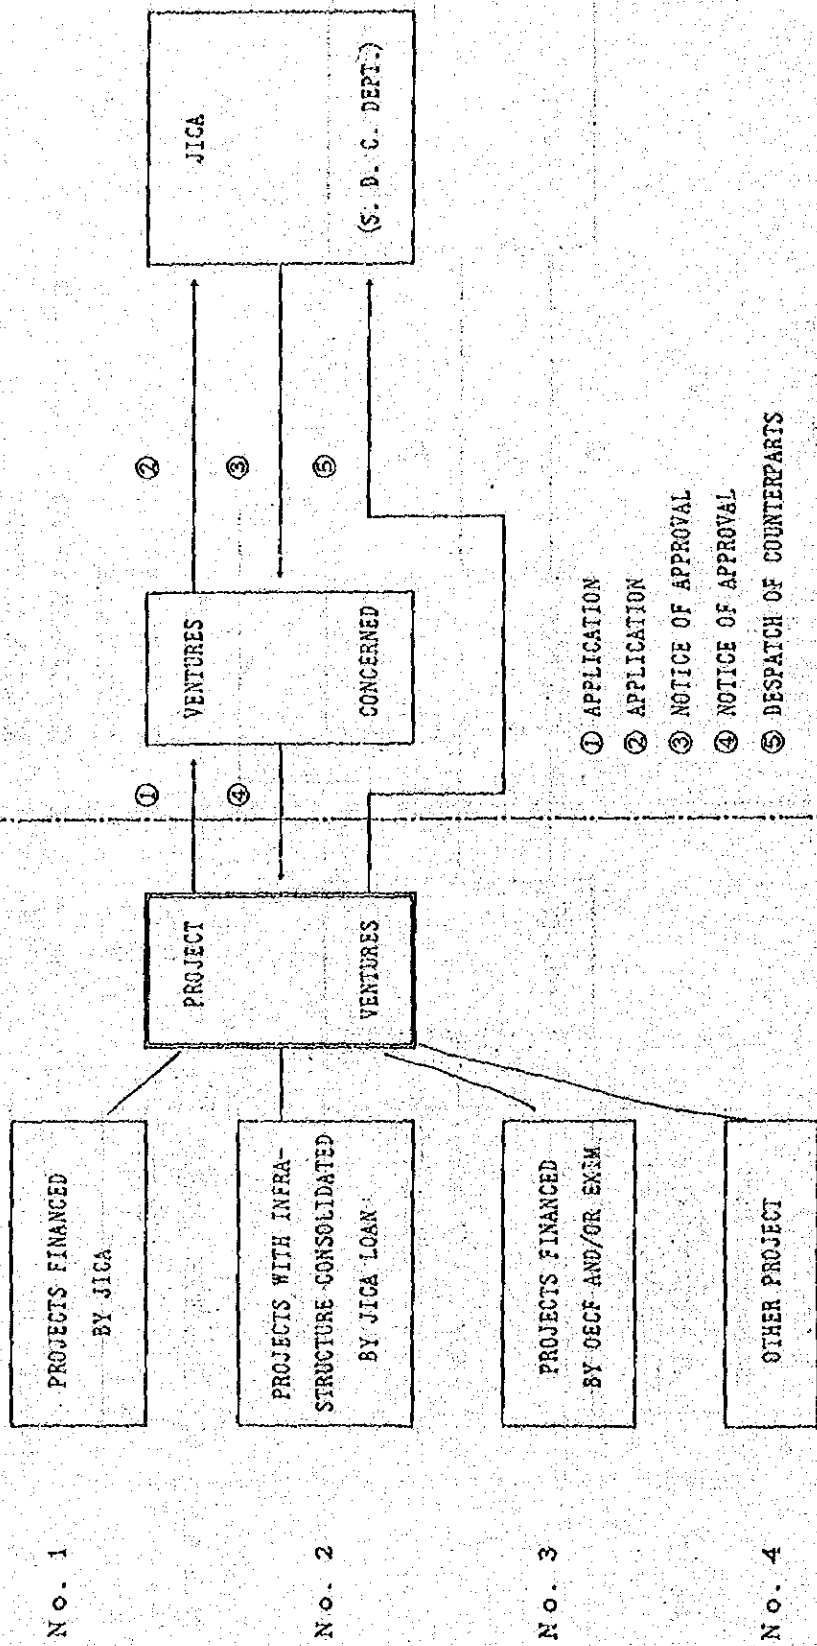 No. 1
PROJECTS FINANCED
BY JICA
No. 2
PROJECTS WITH INFRA-
STRUCTURE CONSOLIDATED
BY JICA LOAN
No. 3
PROJECTS FINANCED
BY OECF AND/OR EXIM
No. 4
OTHER PROJECT
PROJECT
VENTURES
①
④
VENTURES
CONCERNED
②
③
⑤
JICA
(S. D. C. DEPT.)
① APPLICATION
② APPLICATION
③ NOTICE OF APPROVAL
④ NOTICE OF APPROVAL
⑤ DESPATCH OF COUNTERPARTS